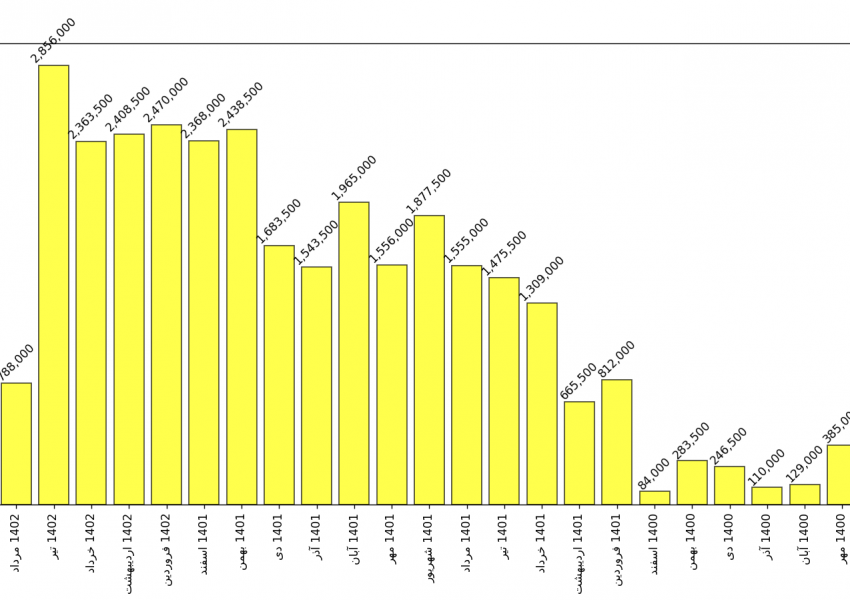 788,000
2,856,000
2,363,500
2,408,500
2,470,000
2,368,000
2,438,500
1,683,500
1,543,500
1,965,000
1,556,000
1,877,500
1,555,000
1,475,500
1,309,000
665,500
812,000
84,000
283,500
246,500
110,000
129,000
385,0
مرداد 1402
تیر 1402
خرداد 1402
اردیبهشت 1402
فروردین 1402
اسفند 1401
بهمن 1401
دی 1401
آذر 1401
آبان 1401
مهر 1401
شهریور 1401
مرداد 1401
تیر 1401
خرداد 1401
اردیبهشت 1401
فروردین 1401
اسفند 1400
بهمن 1400
دی 1400
آذر 1400
آبان 1400
مهر 1400